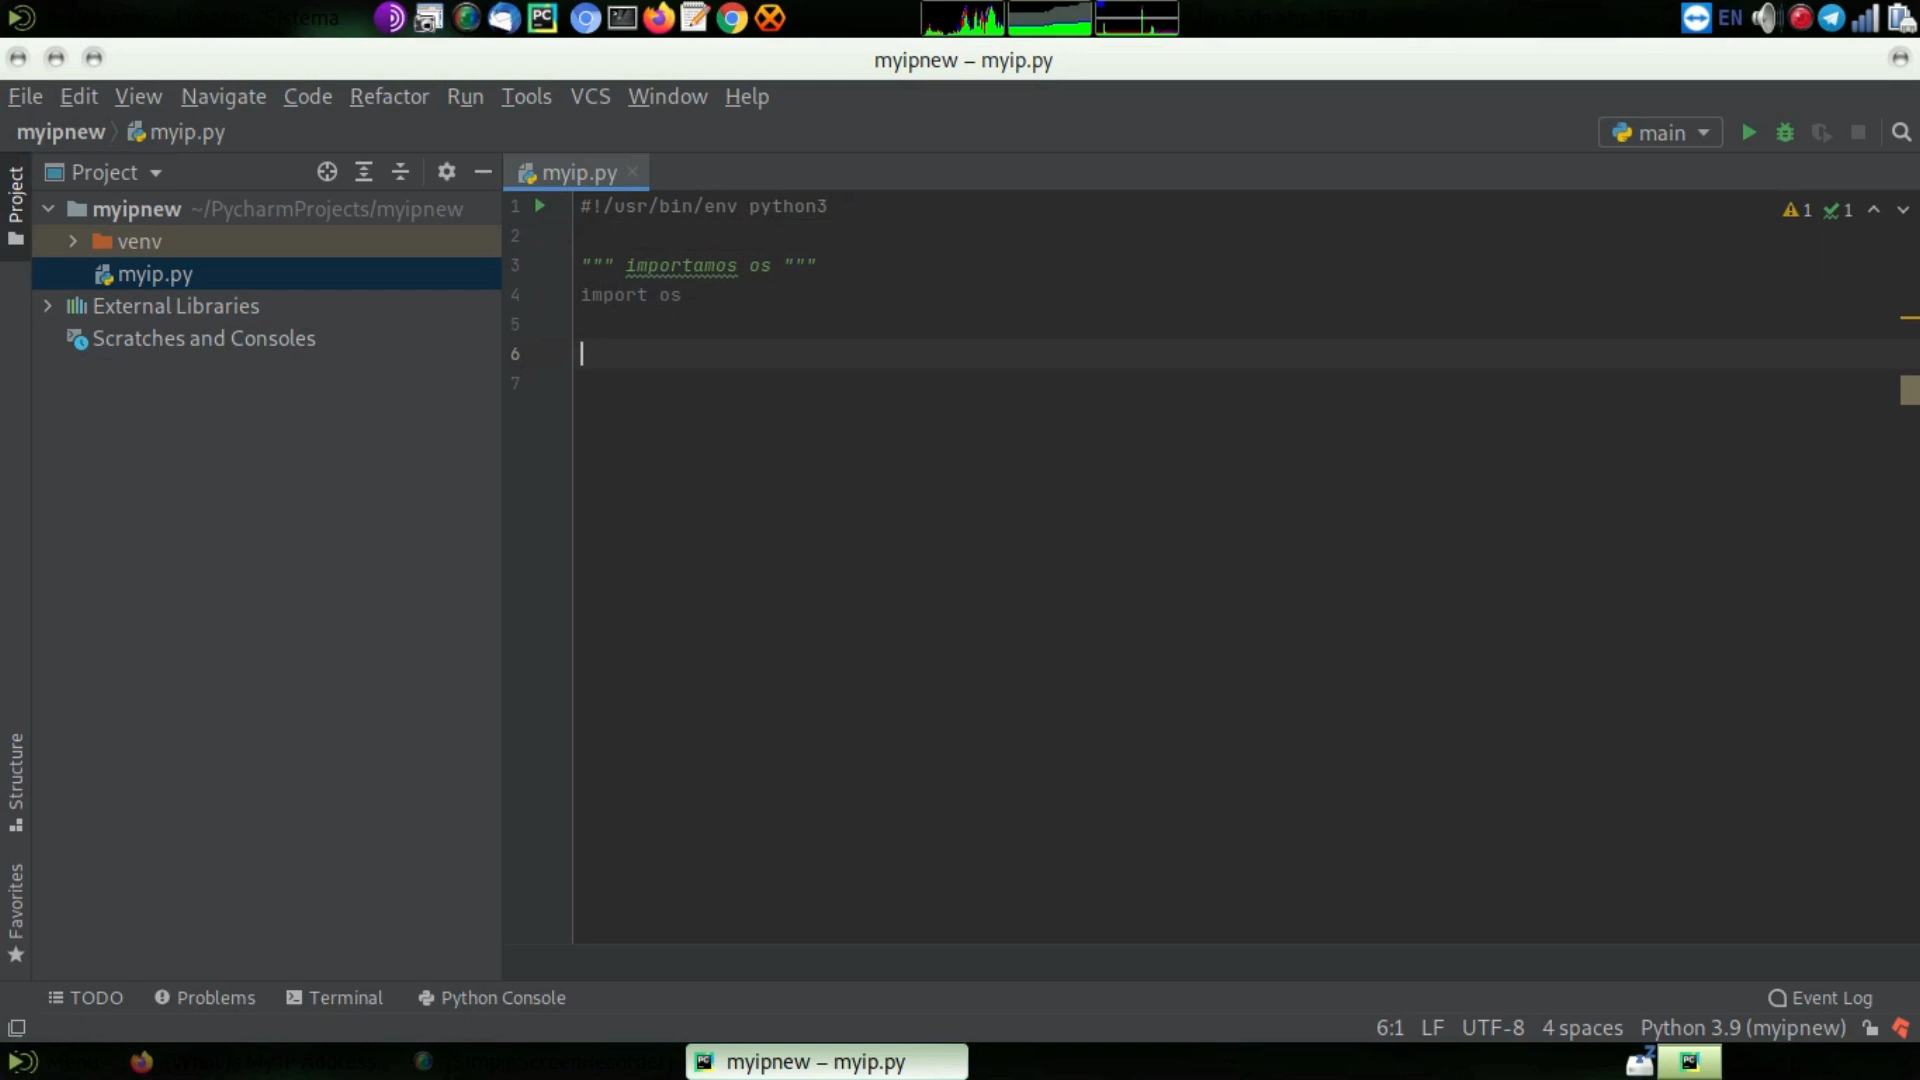 Sistema
EN
myipnew – myip.py
File Edit View Navigate Code Refactor Run Tools VCS Window Help
myipnew myip.py
main
Project
Project
myip.py
myipnew ~/PycharmProjects/myipnew
venv
myip.py
External Libraries
Scratches and Consoles
1 #!/usr/bin/env python3
2
3 """ importamos os """
4 import os
5
6
7
1 1
Structure
Favorites
TODO Problems Terminal Python Console
Event Log
6:1 LF UTF-8 4 spaces Python 3.9 (myipnew)
myipnew – myip.py